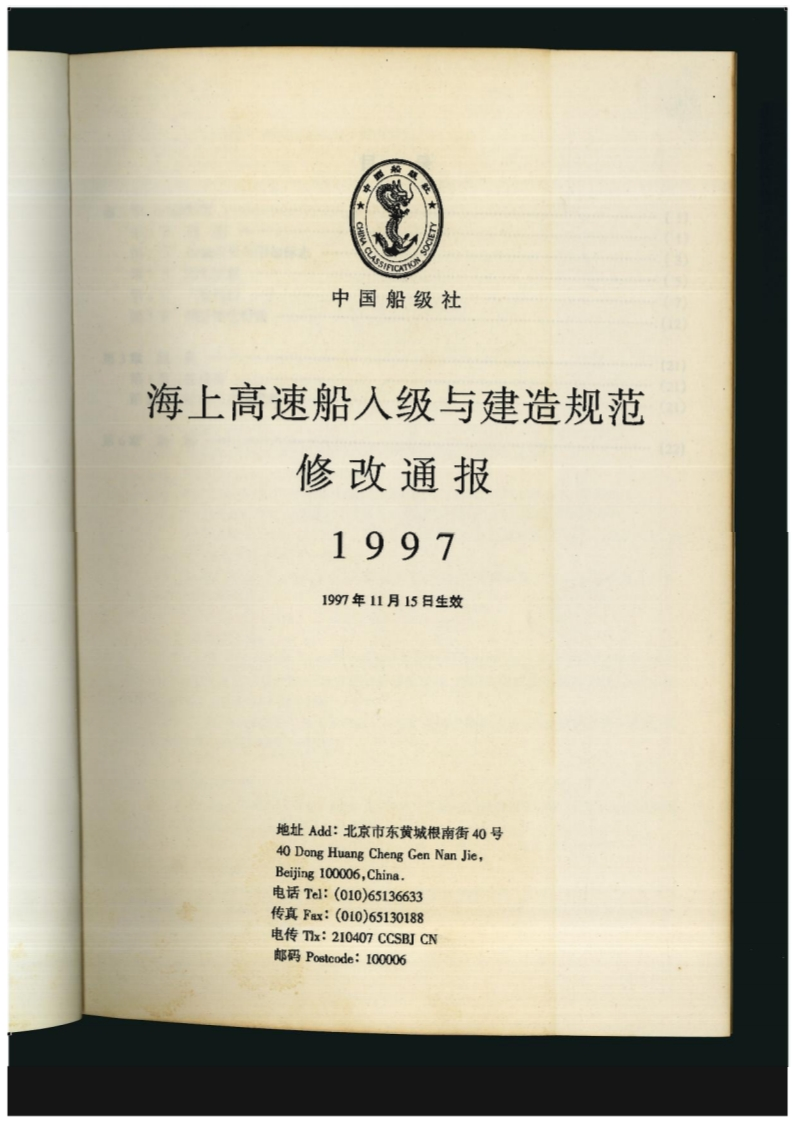 中国船级社
CHINA CLASSIFICATION SOCIETY
中国船级社
海上高速船入级与建造规范
修改通报
1997
1997年11月15日生效
地址 Add：北京市东黄城根南街40号
40 Dong Huang Cheng Gen Nan Jie,
Beijing 100006,China.
电话 Tel：(010)65136633
传真 Fax：(010)65130188
电传 Tlx：210407 CCSBJ CN
邮码 Postcode：100006